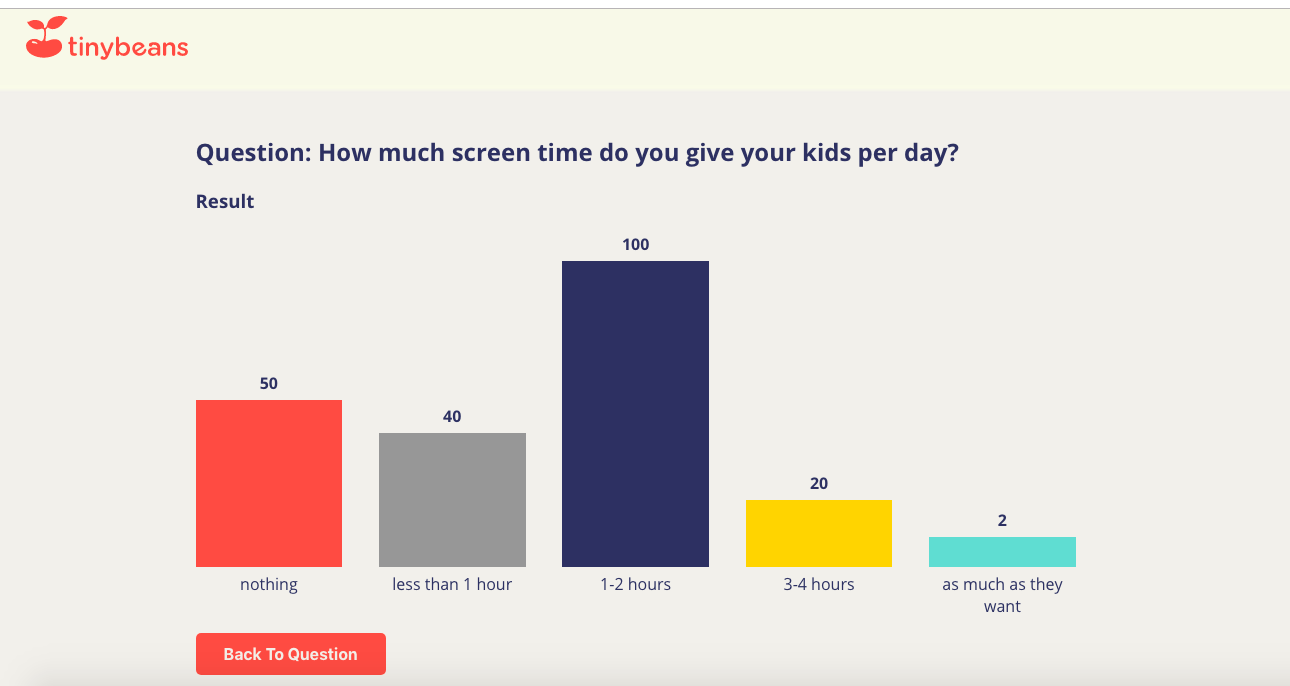 tinybeans
Question: How much screen time do you give your kids per day?
Result
100
50
40
20
2
nothing
less than 1 hour
1-2 hours
3-4 hours
as much as they
want
Back To Question